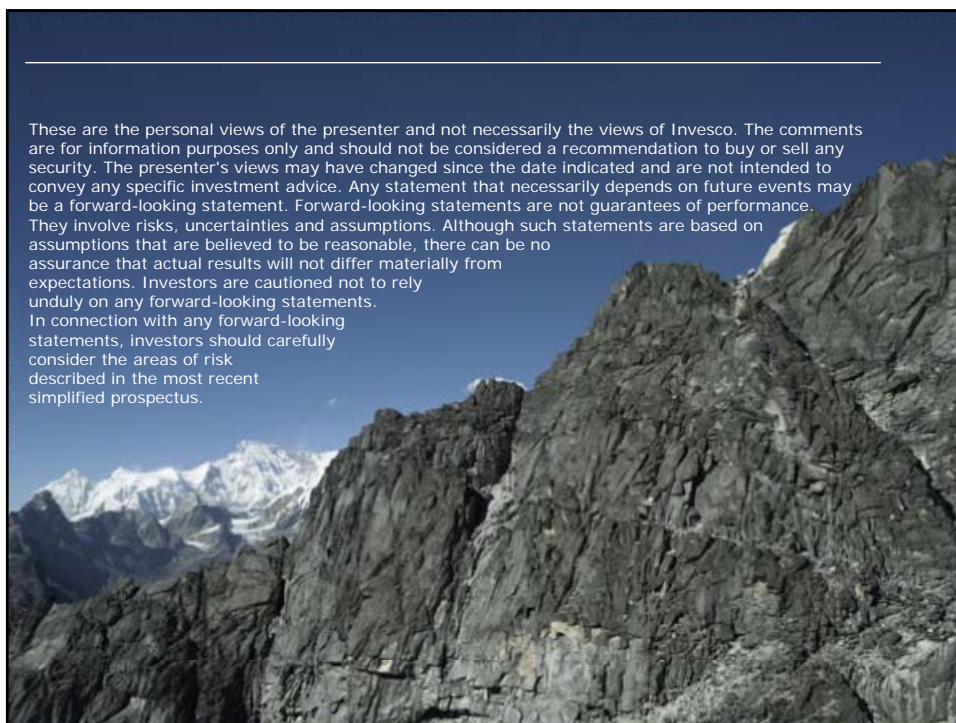 These are the personal views of the presenter and not necessarily the views of Invesco. The comments
are for information purposes only and should not be considered a recommendation to buy or sell any
security. The presenter's views may have changed since the date indicated and are not intended to
convey any specific investment advice. Any statement that necessarily depends on future events may
be a forward-looking statement. Forward-looking statements are not guarantees of performance.
They involve risks, uncertainties and assumptions. Although such statements are based on
assumptions that are believed to be reasonable, there can be no
assurance that actual results will not differ materially from
expectations. Investors are cautioned not to rely
unduly on any forward-looking statements.
In connection with any forward-looking
statements, investors should carefully
consider the areas of risk
described in the most recent
simplified prospectus.